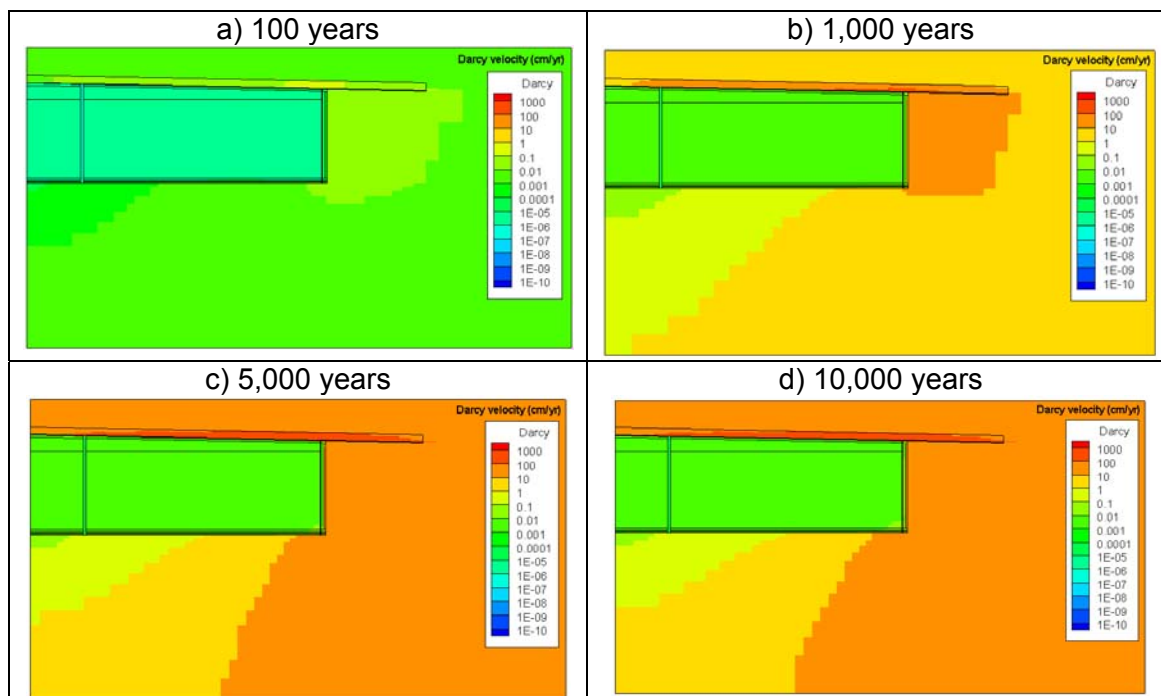 a) 100 years
Darcy velocity (cm/yr)
Darcy
1000
100
10
1
0.1
0.01
0.001
0.0001
1E-05
1E-06
1E-07
1E-08
1E-09
1E-10
b) 1,000 years
Darcy velocity (cm/yr)
Darcy
1000
100
10
1
0.1
0.01
0.001
0.0001
1E-05
1E-06
1E-07
1E-08
1E-09
1E-10
c) 5,000 years
Darcy velocity (cm/yr)
Darcy
1000
100
10
1
0.1
0.01
0.001
0.0001
1E-05
1E-06
1E-07
1E-08
1E-09
1E-10
d) 10,000 years
Darcy velocity (cm/yr)
Darcy
1000
100
10
1
0.1
0.01
0.001
0.0001
1E-05
1E-06
1E-07
1E-08
1E-09
1E-10